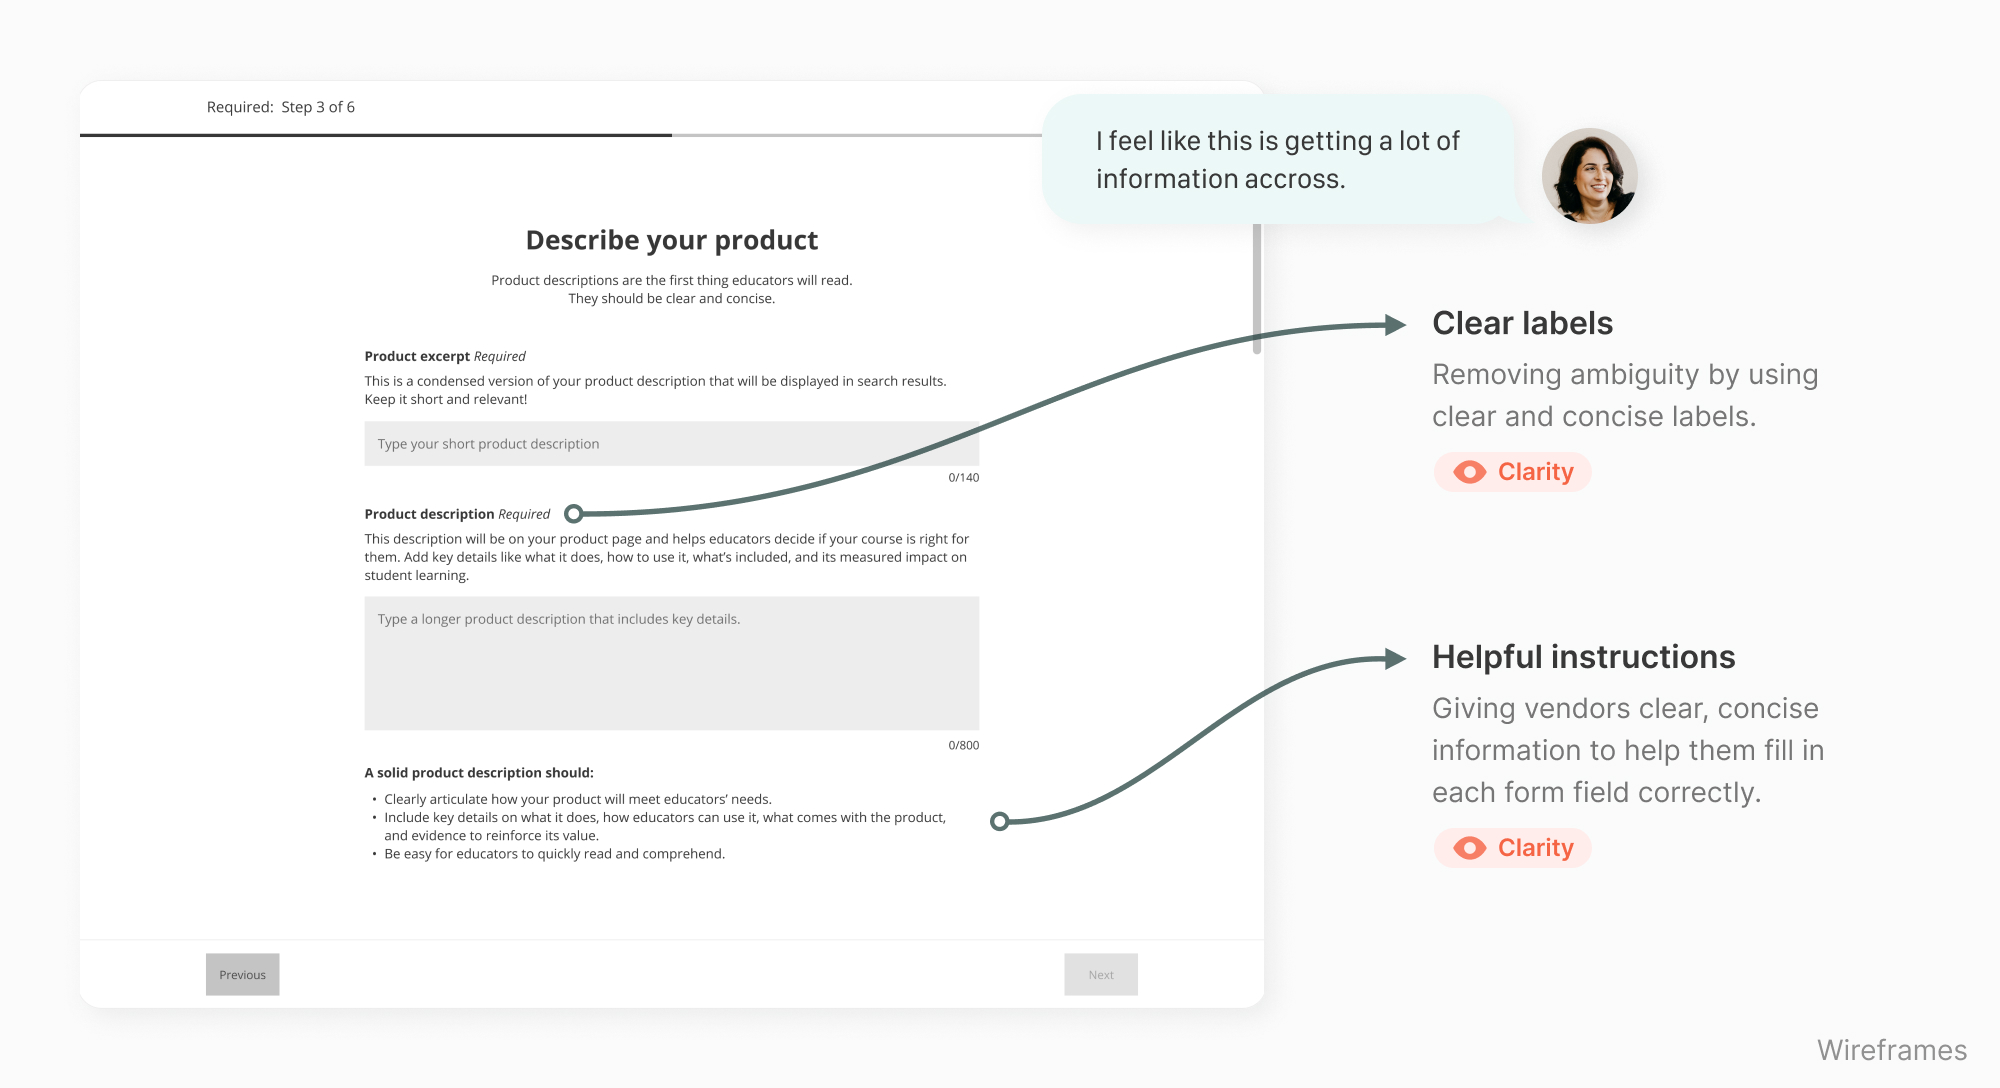 Required: Step 3 of 6
I feel like this is getting a lot of
information accross.
Describe your product
Product descriptions are the first thing educators will read.
They should be clear and concise.
Product excerpt Required
This is a condensed version of your product description that will be displayed in search results.
Keep it short and relevant!
Type your short product description
0/140
Product description Required
This description will be on your product page and helps educators decide if your course is right for
them. Add key details like what it does, how to use it, what’s included, and its measured impact on
student learning.
Type a longer product description that includes key details.
0/800
A solid product description should:
• Clearly articulate how your product will meet educators’ needs.
• Include key details on what it does, how educators can use it, what comes with the product,
and evidence to reinforce its value.
• Be easy for educators to quickly read and comprehend.
Previous
Next
Clear labels
Removing ambiguity by using
clear and concise labels.
Clarity
Helpful instructions
Giving vendors clear, concise
information to help them fill in
each form field correctly.
Clarity
Wireframes